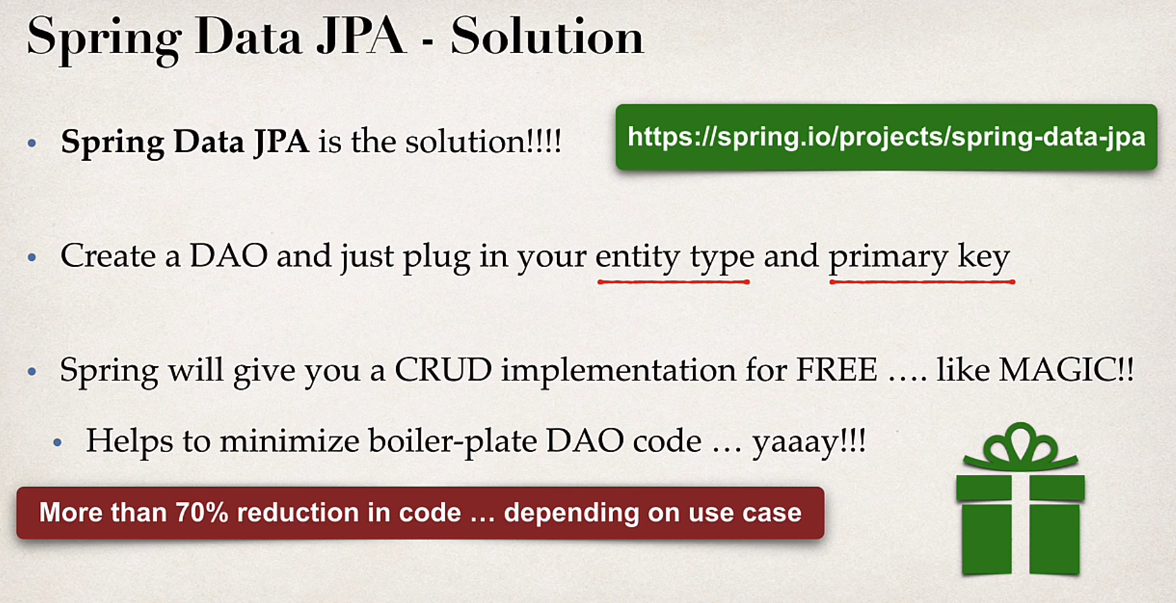 Spring Data JPA - Solution
• Spring Data JPA is the solution!!!!
https://spring.io/projects/spring-data-jpa
• Create a DAO and just plug in your entity type and primary key
• Spring will give you a CRUD implementation for FREE …. like MAGIC!!
• Helps to minimize boiler-plate DAO code … yaaay!!!
More than 70% reduction in code … depending on use case